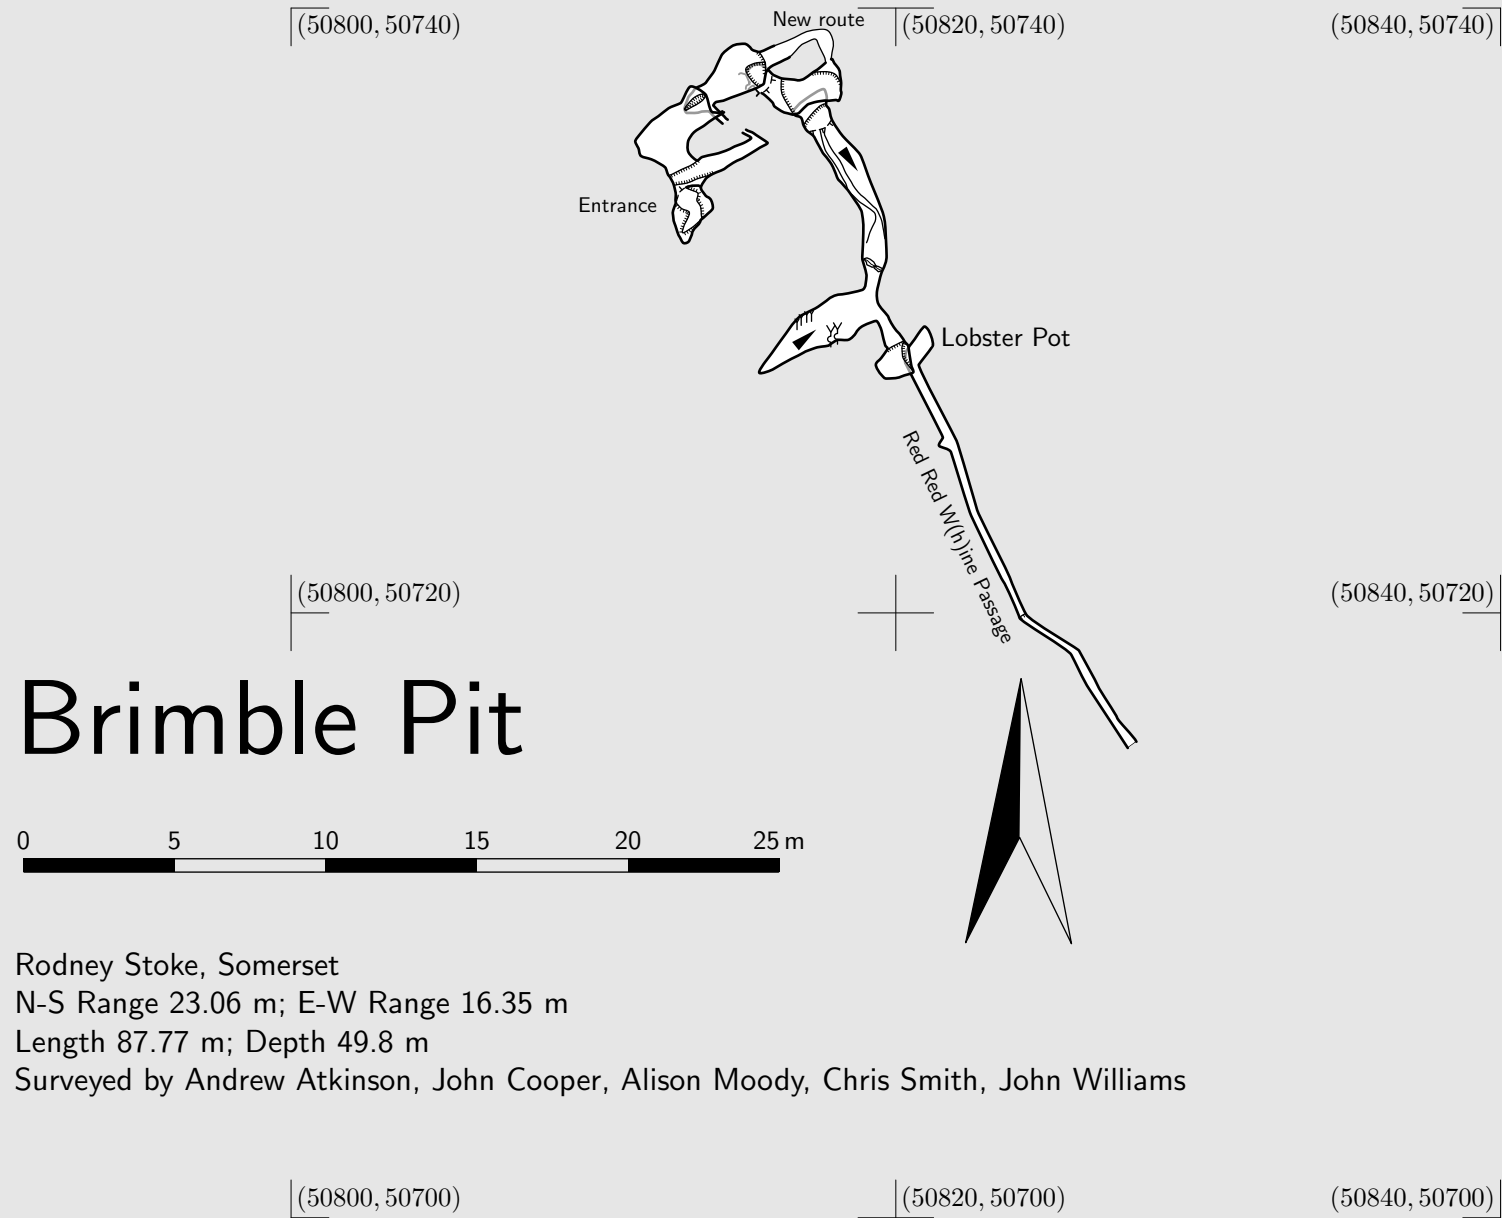 (50800, 50740)
New route
(50820, 50740)
(50840, 50740)
Entrance
Lobster Pot
Red Red W(h)ine Passage
(50800, 50720)
(50840, 50720)
Brimble Pit
0 5 10 15 20 25 m
Rodney Stoke, Somerset
N-S Range 23.06 m; E-W Range 16.35 m
Length 87.77 m; Depth 49.8 m
Surveyed by Andrew Atkinson, John Cooper, Alison Moody, Chris Smith, John Williams
(50800, 50700)
(50820, 50700)
(50840, 50700)